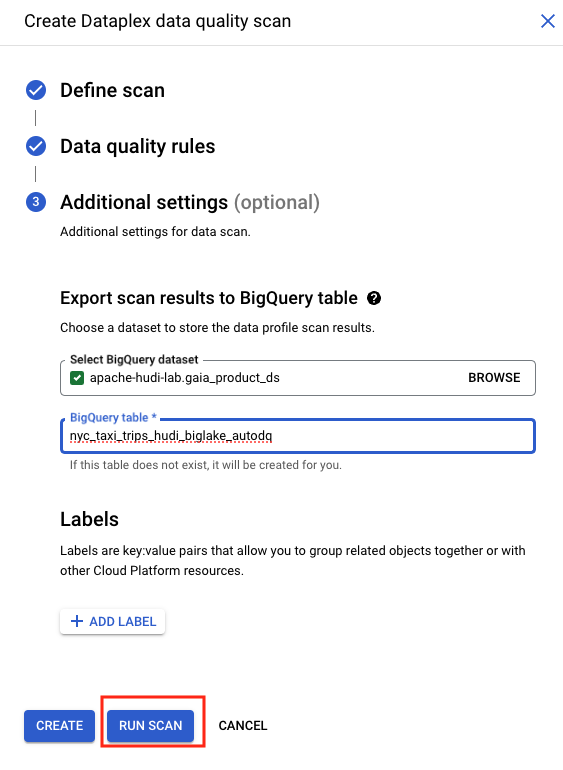 Create Dataplex data quality scan
Define scan
Data quality rules
3 Additional settings (optional)
Additional settings for data scan.
Export scan results to BigQuery table ?
Choose a dataset to store the data profile scan results.
Select BigQuery dataset
apache-hudi-lab.gaia_product_ds BROWSE
BigQuery table *
nyc_taxi_trips_hudi_biglake_autodq
If this table does not exist, it will be created for you.
Labels
Labels are key:value pairs that allow you to group related objects together or with
other Cloud Platform resources.
+ ADD LABEL
CREATE RUN SCAN CANCEL